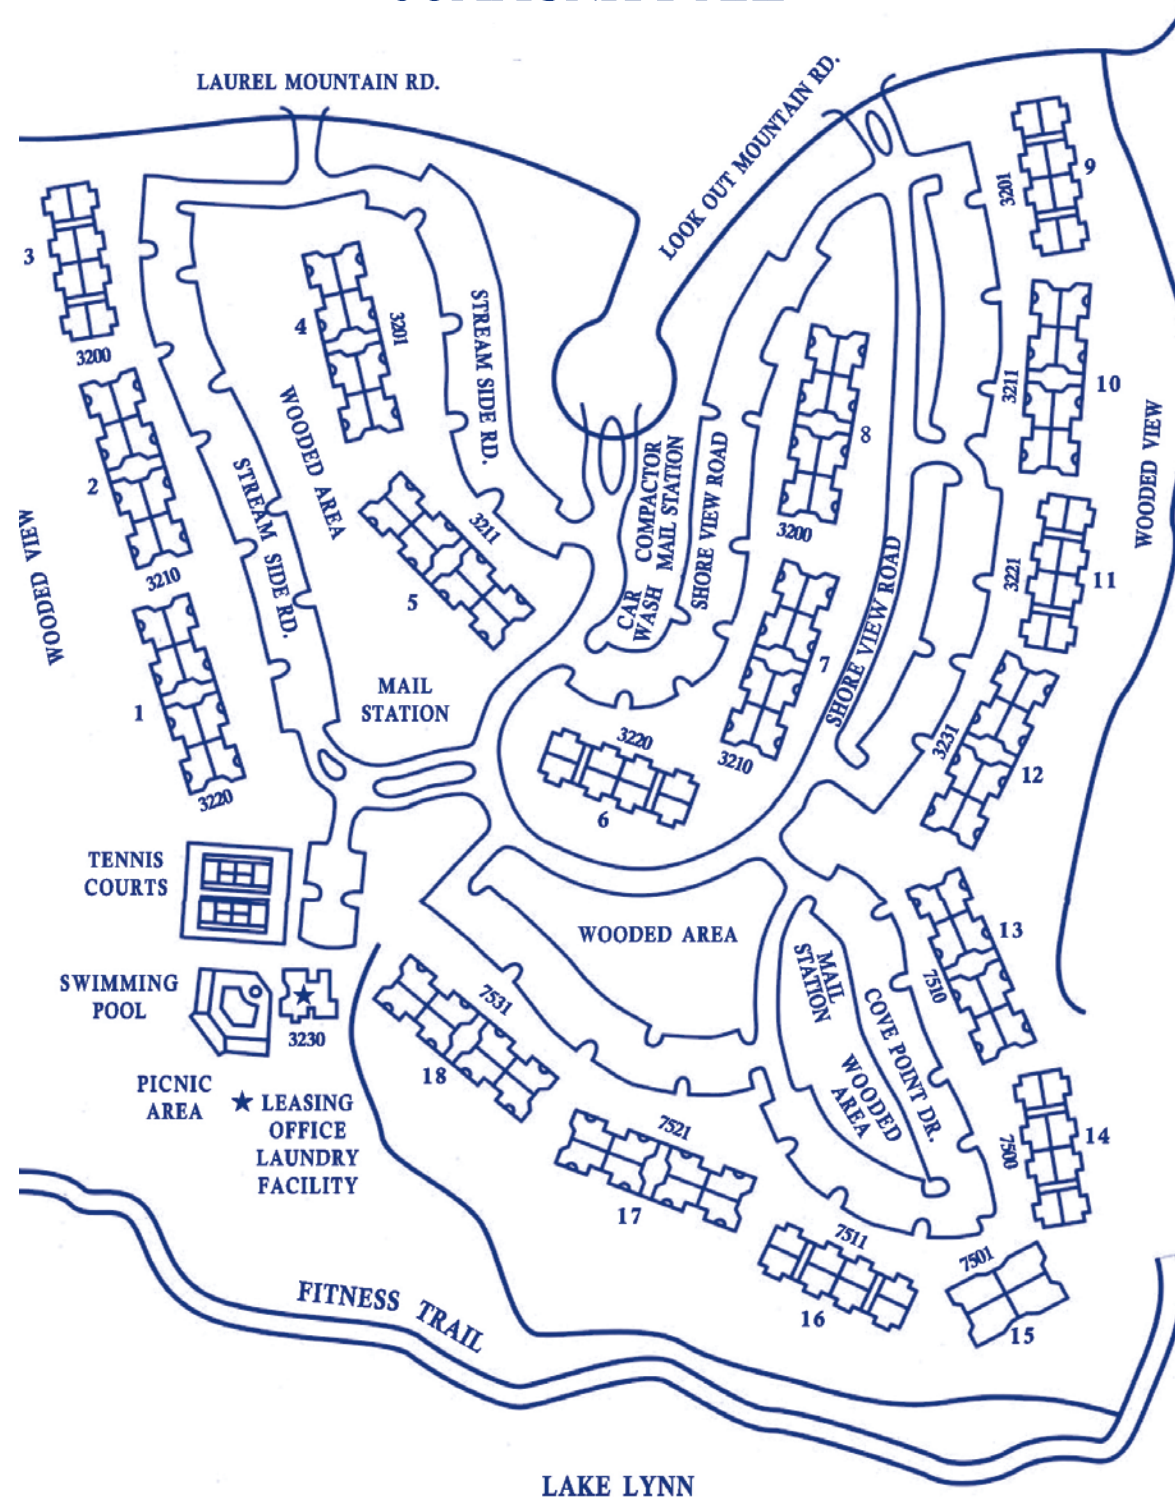 LAUREL MOUNTAIN RD.
LOOK OUT MOUNTAIN RD.
9
3201
3
3200
4
3201
STREAM SIDE RD.
WOODED AREA
8
3200
10
3211
WOODED VIEW
2
3210
STREAM SIDE RD.
WOODED VIEW
3211
5
COMPACTOR
MAIL STATION
CAR
WASH
SHORE VIEW ROAD
SHORE VIEW ROAD
11
3221
7
3210
1
3220
MAIL
STATION
3220
6
3231
12
TENNIS
COURTS
WOODED AREA
13
7510
SWIMMING
POOL
3230
7531
18
MAIL
STATION
COVE POINT DR.
WOODED
AREA
PICNIC
AREA
★ LEASING
OFFICE
LAUNDRY
FACILITY
7521
17
14
7500
7511
16
7501
15
FITNESS TRAIL
LAKE LYNN